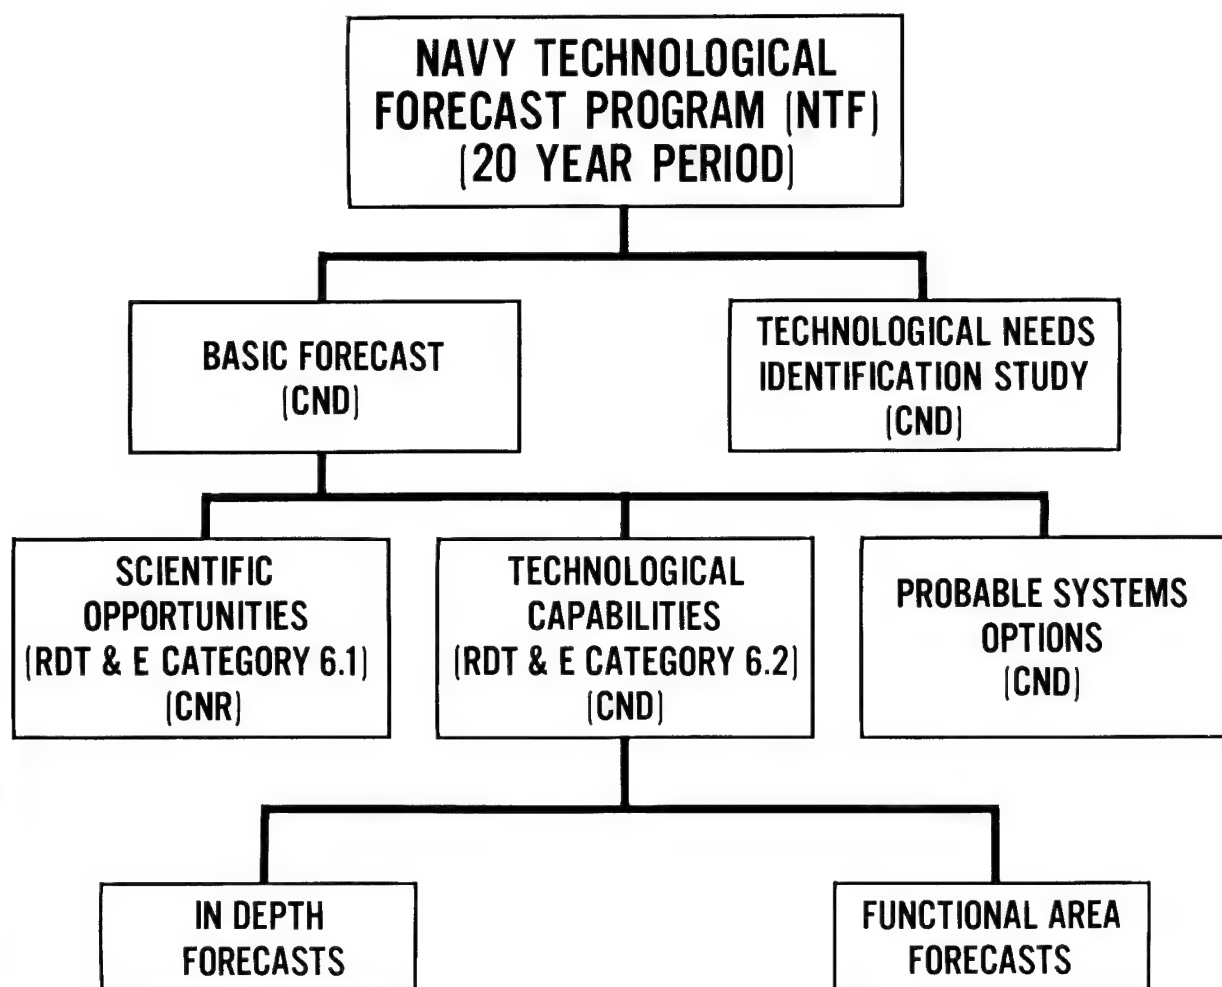 NAVY TECHNOLOGICAL
FORECAST PROGRAM (NTF)
(20 YEAR PERIOD)
BASIC FORECAST
(CND)
TECHNOLOGICAL NEEDS
IDENTIFICATION STUDY
(CND)
SCIENTIFIC
OPPORTUNITIES
(RDT & E CATEGORY 6.1)
(CNR)
TECHNOLOGICAL
CAPABILITIES
(RDT & E CATEGORY 6.2)
(CND)
PROBABLE SYSTEMS
OPTIONS
(CND)
IN DEPTH
FORECASTS
FUNCTIONAL AREA
FORECASTS